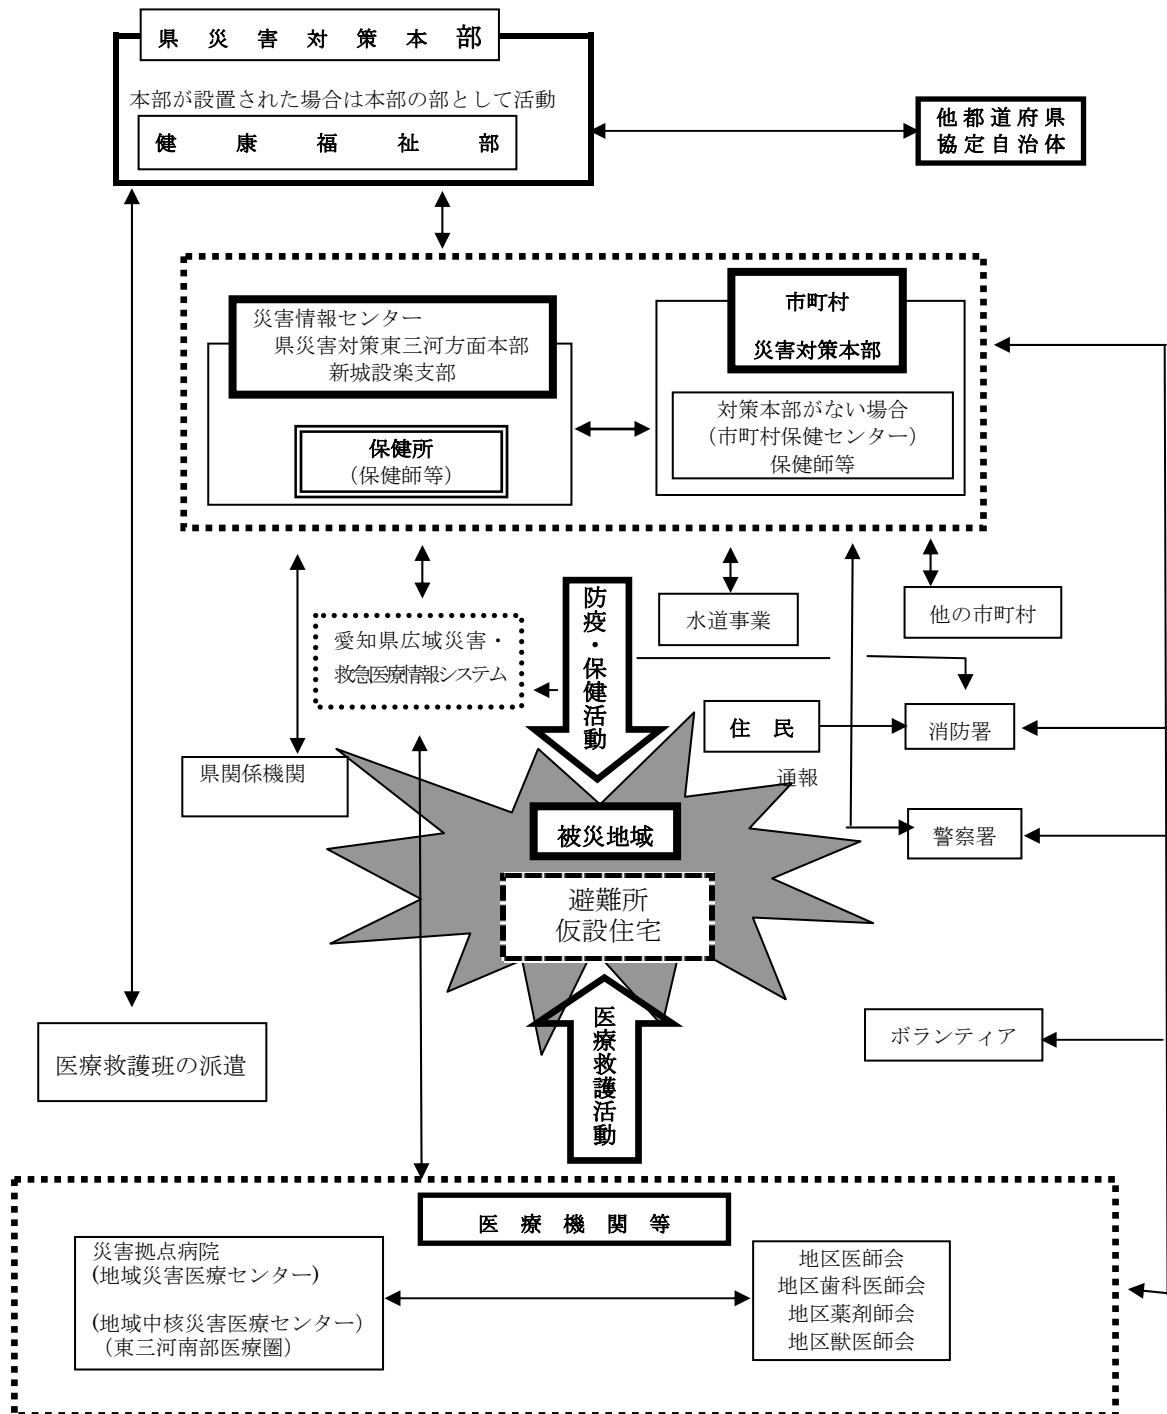 県災害対策本部
本部が設置された場合は本部の部として活動
健康福祉部
他都道府県
協定自治体
災害情報センター
県災害対策東三河方面本部
新城設楽支部
保健所
（保健師等）
市町村
災害対策本部
対策本部がない場合
（市町村保健センター）
保健師等
防疫・保健活動
水道事業
他の市町村
愛知県広域災害・
救急医療情報システム
住民
消防署
通報
県関係機関
被災地域
警察署
避難所
仮設住宅
医療救護活動
ボランティア
医療救護班の派遣
医療機関等
災害拠点病院
(地域災害医療センター)
(地域中核災害医療センター）
（東三河南部医療圏）
地区医師会
地区歯科医師会
地区薬剤師会
地区獣医師会